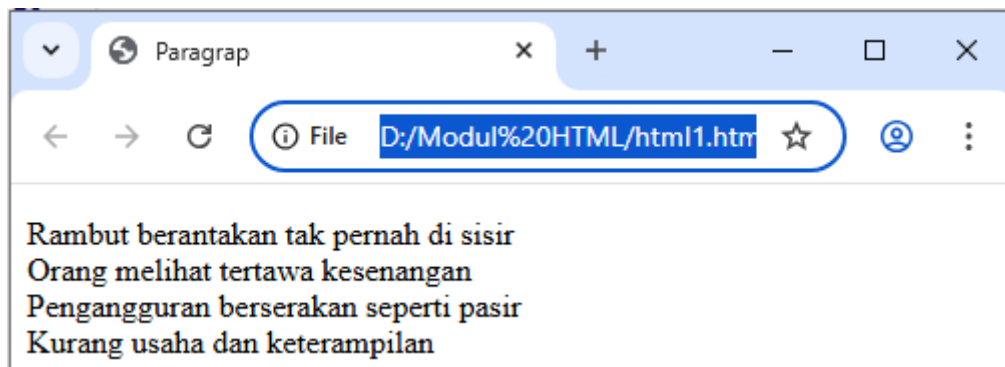 Paragrap
File D:/Modul%20HTML/html1.htm
Rambut berantakan tak pernah di sisir
Orang melihat tertawa kesenangan
Pengangguran berserakan seperti pasir
Kurang usaha dan keterampilan